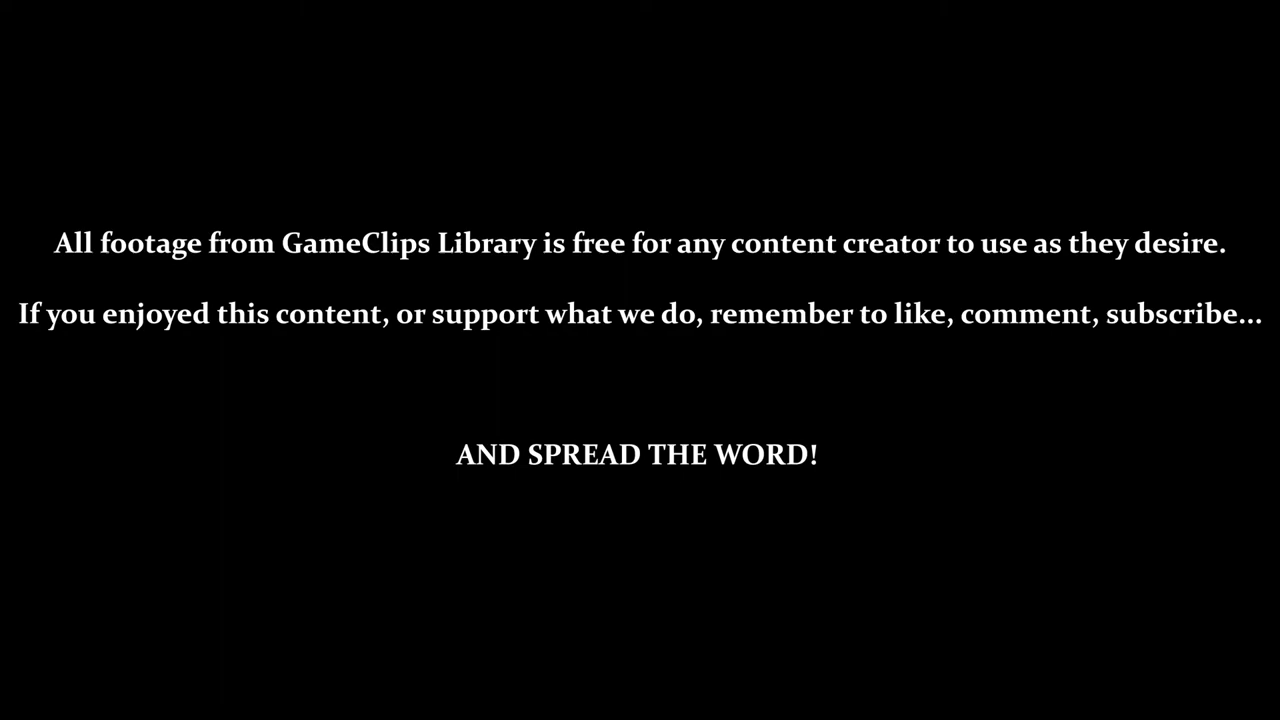 All footage from GameClips Library is free for any content creator to use as they desire.
If you enjoyed this content, or support what we do, remember to like, comment, subscribe...
AND SPREAD THE WORD!